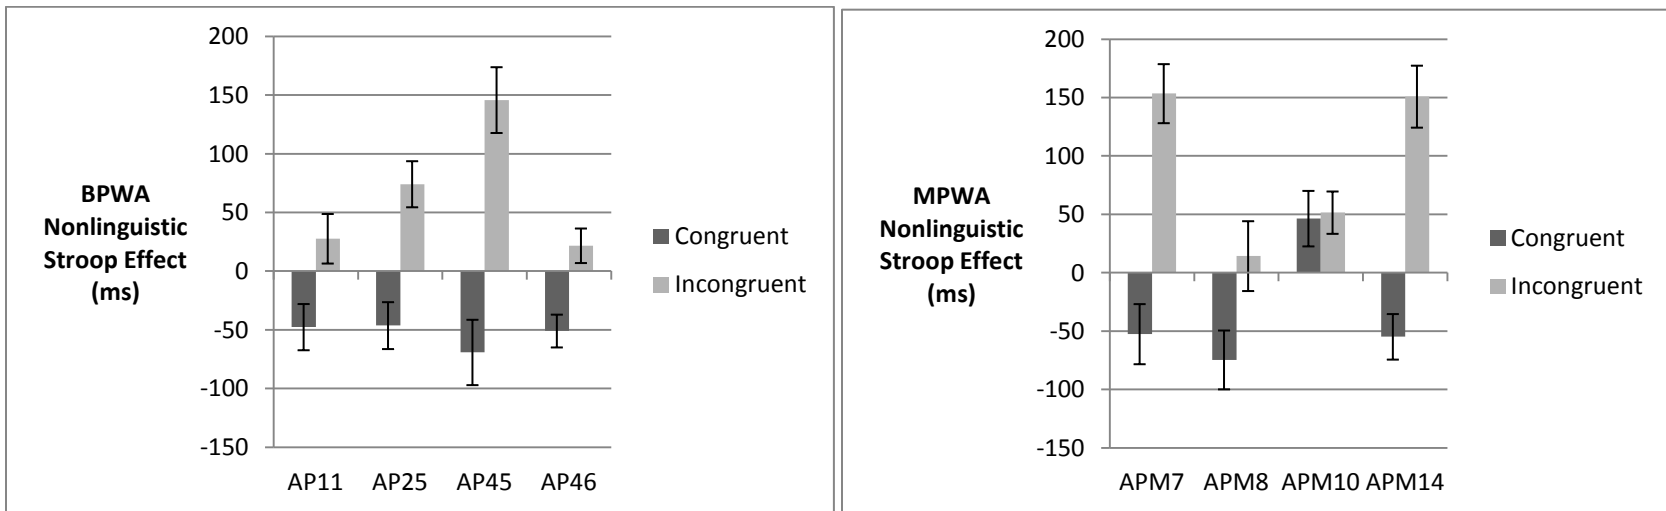 200
150
100
50
0
-50
-100
-150
BPWA
Nonlinguistic
Stroop Effect
(ms)
Congruent
Incongruent
AP11 AP25 AP45 AP46
200
150
100
50
0
-50
-100
-150
MPWA
Nonlinguistic
Stroop Effect
(ms)
Congruent
Incongruent
APM7 APM8 APM10 APM14